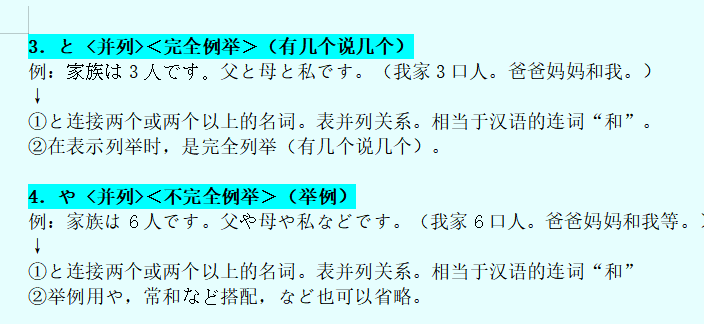 3．と <并列>＜完全例举＞（有几个说几个）
例：家族は３人です。父と母と私です。（我家３口人。爸爸妈妈和我。）
↓
①と连接两个或两个以上的名词。表并列关系。相当于汉语的连词“和”。
②在表示列举时，是完全列举（有几个说几个）。
4．や <并列>＜不完全例举＞（举例）
例：家族は６人です。父や母や私などです。（我家６口人。爸爸妈妈和我等。）
↓
①と连接两个或两个以上的名词。表并列关系。相当于汉语的连词“和”
②举例用や，常和など搭配，など也可以省略。